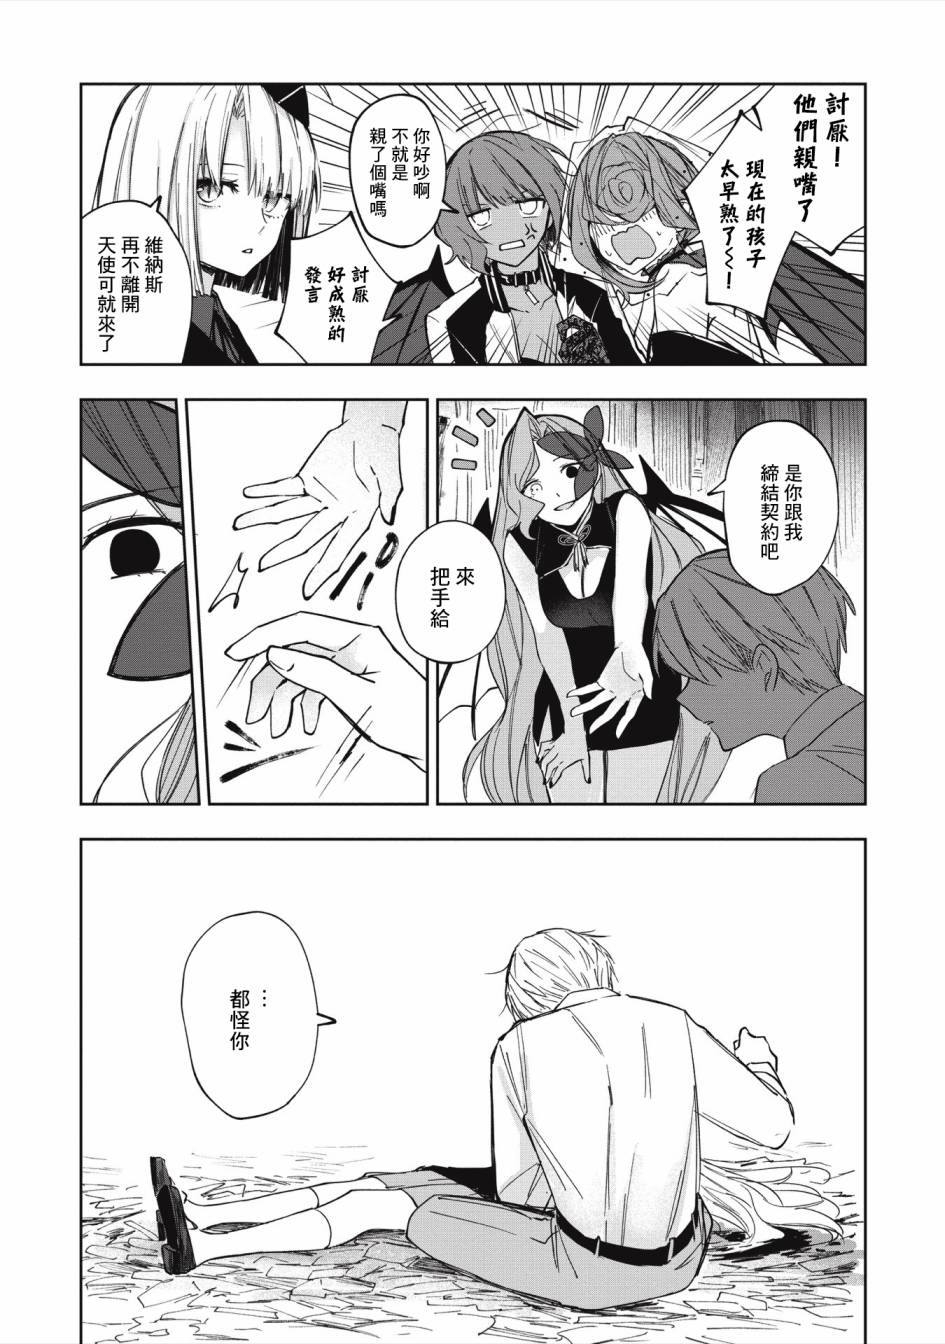 討厭！
他們親嘴了
現在的孩子
太早熟了～！
你好吵啊
不就是
親了個嘴嗎
討厭
好成熟的
發言
維納斯
再不離開
天使可就來了
是你跟我
締結契約吧
來
把手給
…
都怪你